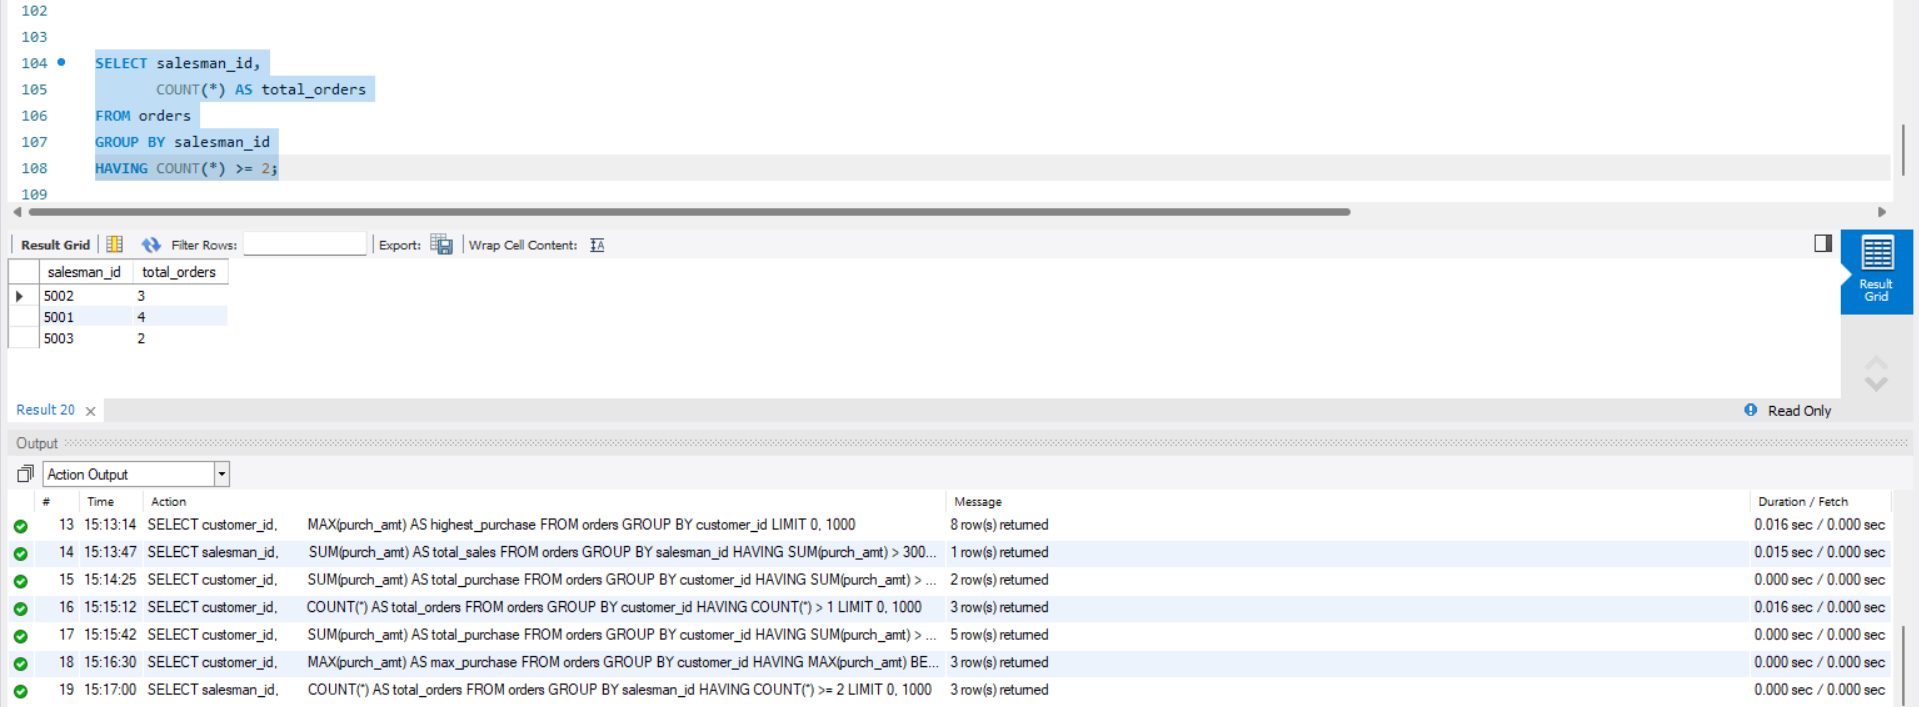 102
103
104 SELECT salesman_id,
105 COUNT(*) AS total_orders
106 FROM orders
107 GROUP BY salesman_id
108 HAVING COUNT(*) >= 2;
109
Result Grid Filter Rows: Export: Wrap Cell Content: IA
salesman_id total_orders
5002 3
5001 4
5003 2
Result Grid
Result 20 × Read Only
Output
Action Output
# Time Action Message Duration / Fetch
13 15:13:14 SELECT customer_id, MAX(purch_amt) AS highest_purchase FROM orders GROUP BY customer_id LIMIT 0, 1000 8 row(s) returned 0.016 sec / 0.000 sec
14 15:13:47 SELECT salesman_id, SUM(purch_amt) AS total_sales FROM orders GROUP BY salesman_id HAVING SUM(purch_amt) > 300... 1 row(s) returned 0.015 sec / 0.000 sec
15 15:14:25 SELECT customer_id, SUM(purch_amt) AS total_purchase FROM orders GROUP BY customer_id HAVING SUM(purch_amt) > ... 2 row(s) returned 0.000 sec / 0.000 sec
16 15:15:12 SELECT customer_id, COUNT(*) AS total_orders FROM orders GROUP BY customer_id HAVING COUNT(*) > 1 LIMIT 0, 1000 3 row(s) returned 0.016 sec / 0.000 sec
17 15:15:42 SELECT customer_id, SUM(purch_amt) AS total_purchase FROM orders GROUP BY customer_id HAVING SUM(purch_amt) > ... 5 row(s) returned 0.000 sec / 0.000 sec
18 15:16:30 SELECT customer_id, MAX(purch_amt) AS max_purchase FROM orders GROUP BY customer_id HAVING MAX(purch_amt) BE... 3 row(s) returned 0.000 sec / 0.000 sec
19 15:17:00 SELECT salesman_id, COUNT(*) AS total_orders FROM orders GROUP BY salesman_id HAVING COUNT(*) >= 2 LIMIT 0, 1000 3 row(s) returned 0.000 sec / 0.000 sec